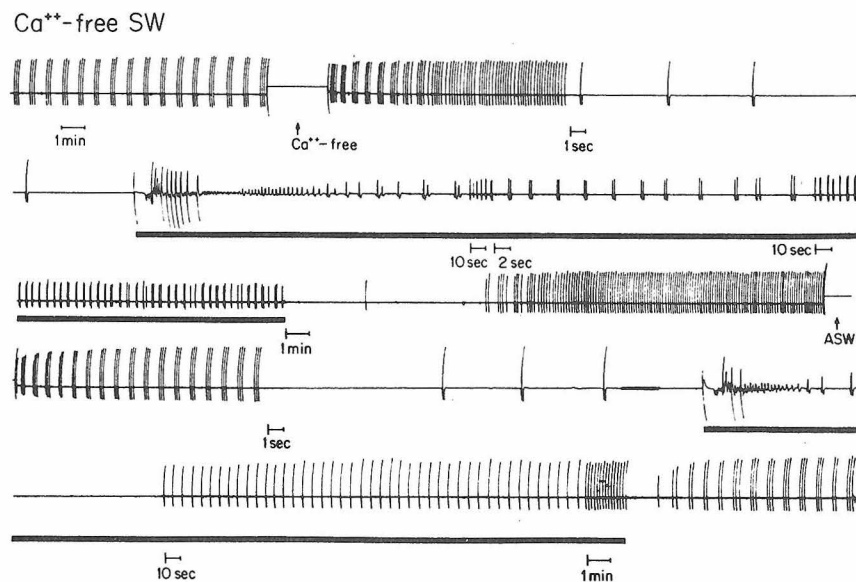 Ca⁺⁺-free SW
1 min
Ca⁺⁺-free
1 sec
10 sec 2 sec 10 sec
1 min
ASW
1 sec
10 sec 1 min